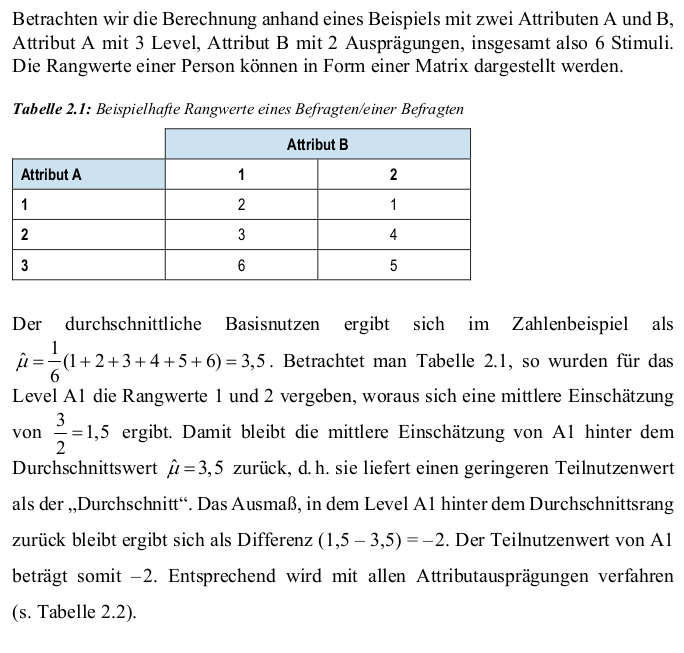 Betrachten wir die Berechnung anhand eines Beispiels mit zwei Attributen A und B,
Attribut A mit 3 Level, Attribut B mit 2 Ausprägungen, insgesamt also 6 Stimuli.
Die Rangwerte einer Person können in Form einer Matrix dargestellt werden.
Tabelle 2.1: Beispielhafte Rangwerte eines Befragten/einer Befragten
Attribut B
Attribut A 1 2
1 2 1
2 3 4
3 6 5
Der durchschnittliche Basisnutzen ergibt sich im Zahlenbeispiel als
μ̂ = 1/6 (1 + 2 + 3 + 4 + 5 + 6) = 3,5 . Betrachtet man Tabelle 2.1, so wurden für das
Level A1 die Rangwerte 1 und 2 vergeben, woraus sich eine mittlere Einschätzung
von 3/2 = 1,5 ergibt. Damit bleibt die mittlere Einschätzung von A1 hinter dem
Durchschnittswert μ̂ = 3,5 zurück, d. h. sie liefert einen geringeren Teilnutzenwert
als der „Durchschnitt“. Das Ausmaß, in dem Level A1 hinter dem Durchschnittsrang
zurück bleibt ergibt sich als Differenz (1,5 – 3,5) = –2. Der Teilnutzenwert von A1
beträgt somit –2. Entsprechend wird mit allen Attributausprägungen verfahren
(s. Tabelle 2.2).